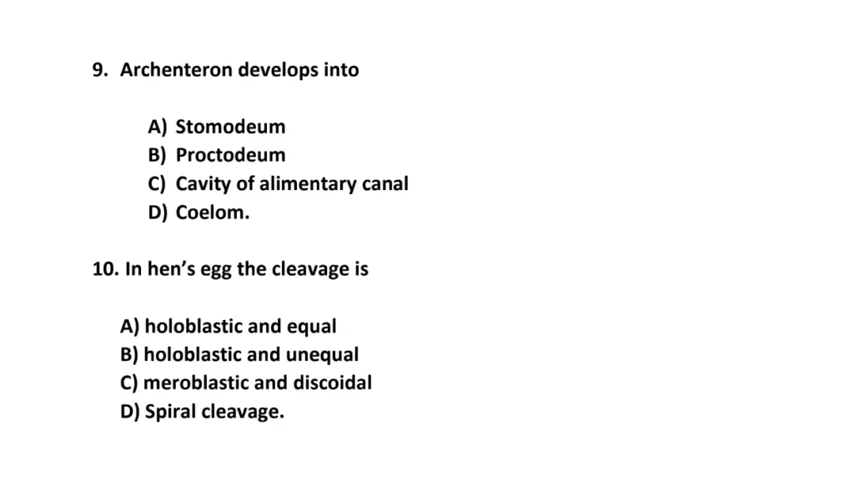 9. Archenteron develops into
A) Stomodeum
B) Proctodeum
C) Cavity of alimentary canal
D) Coelom.
10. In hen's egg the cleavage is
A) holoblastic and equal
B) holoblastic and unequal
C) meroblastic and discoidal
D) Spiral cleavage.